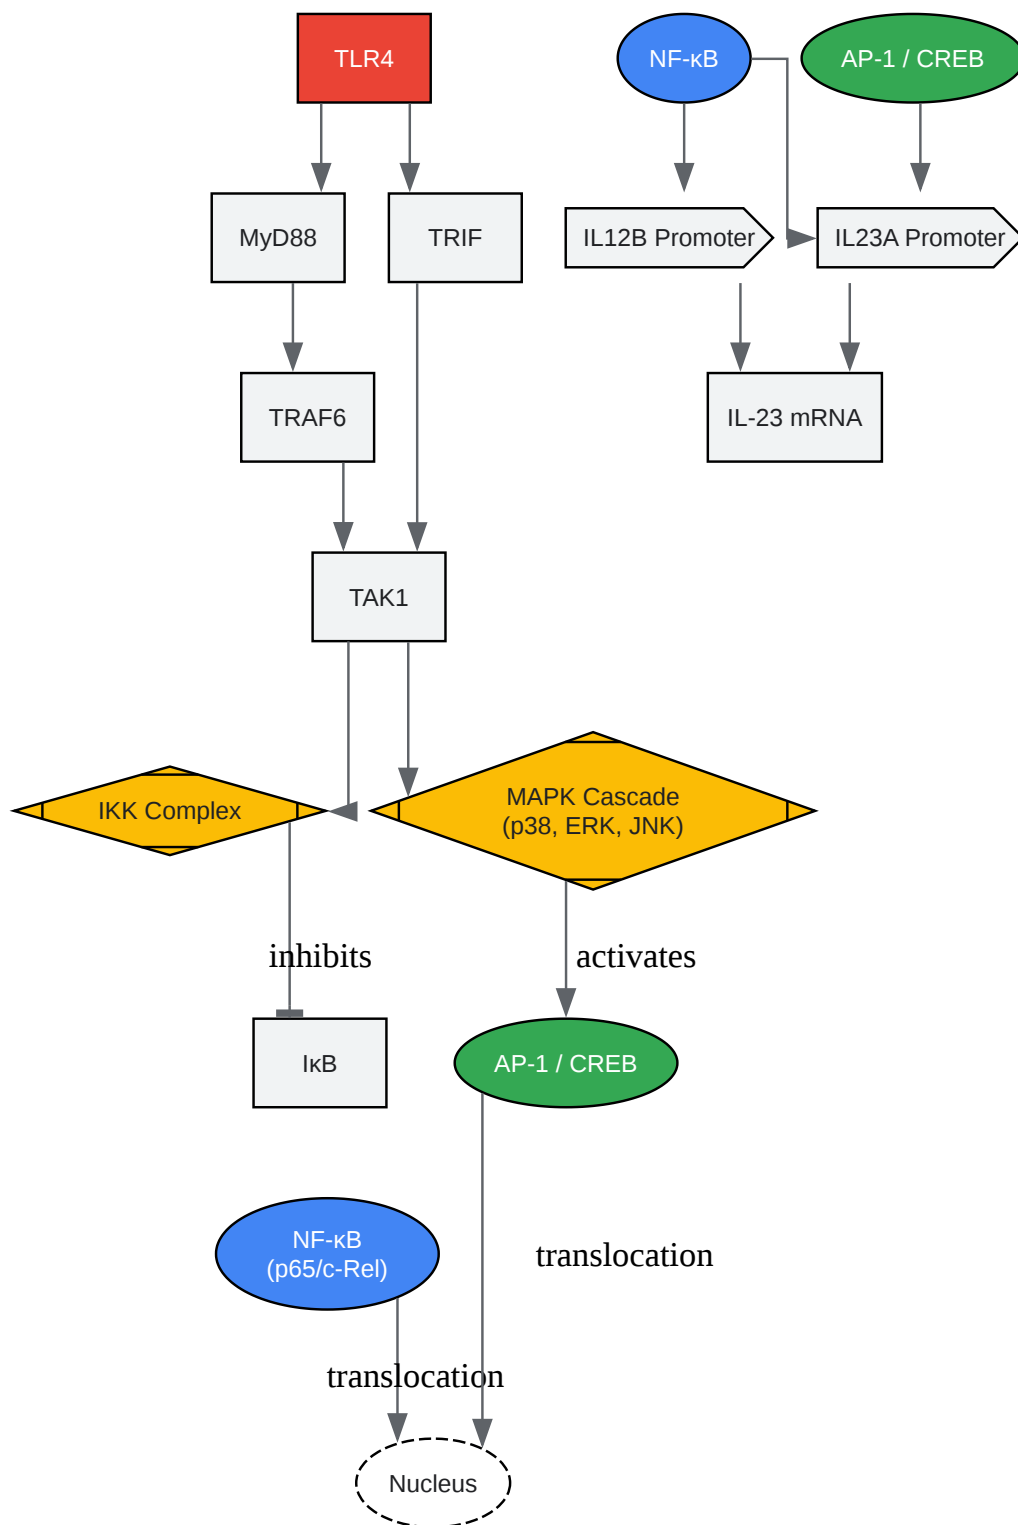 TLR4
NF-κB
AP-1 / CREB
MyD88
TRIF
IL12B Promoter
IL23A Promoter
TRAF6
IL-23 mRNA
TAK1
IKK Complex
MAPK Cascade
(p38, ERK, JNK)
inhibits
activates
IκB
AP-1 / CREB
NF-κB
(p65/c-Rel)
translocation
translocation
Nucleus